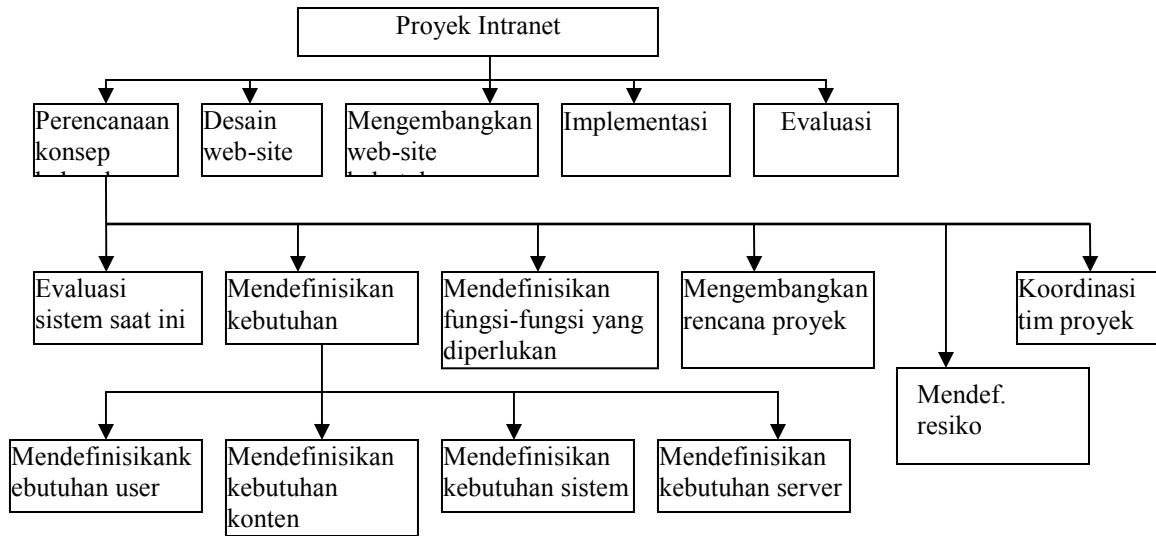 Proyek Intranet
Perencanaan
konsep
Desain
web-site
Mengembangkan
web-site
Implementasi
Evaluasi
Evaluasi
sistem saat ini
Mendefinisikan
kebutuhan
Mendefinisikan
fungsi-fungsi yang
diperlukan
Mengembangkan
rencana proyek
Mendef.
resiko
Koordinasi
tim proyek
Mendefinisikank
ebutuhan user
Mendefinisikan
kebutuhan
konten
Mendefinisikan
kebutuhan sistem
Mendefinisikan
kebutuhan server